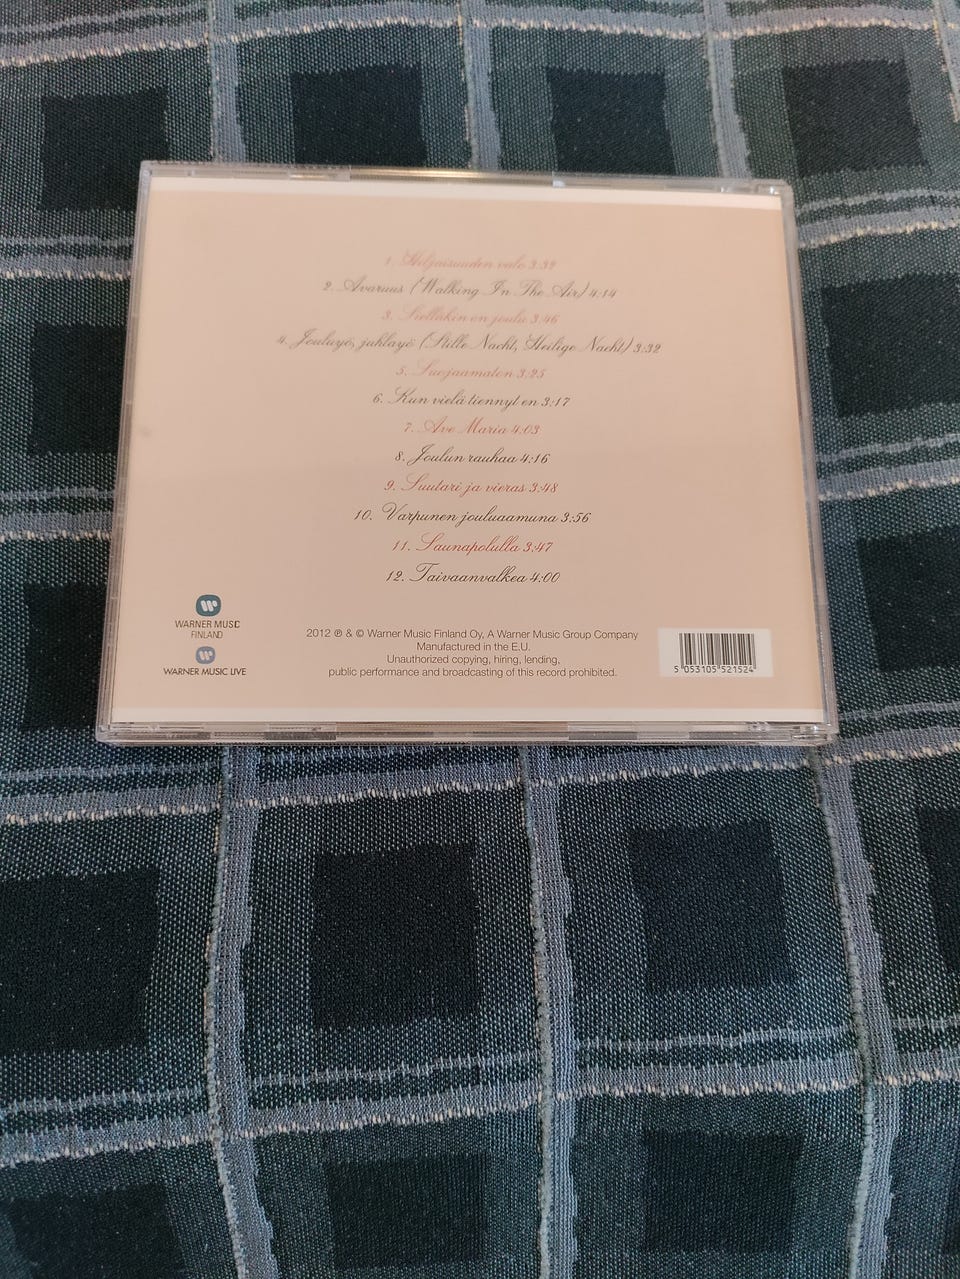 1. Hiljaisuuden valo 3:32
2. Avaruus (Walking In The Air) 4:14
3. Sielläkin on joulu 3:46
4. Jouluyö, juhlayö (Stille Nacht, Heilige Nacht) 3:32
5. Suojaamaton 3:25
6. Kun vielä tiennyt en 3:17
7. Ave Maria 4:03
8. Joulun rauhaa 4:16
9. Suutari ja vieras 3:48
10. Varpunen jouluaamuna 3:56
11. Saunapolulla 3:47
12. Taivaanvalkea 4:00
WARNER MUSIC
FINLAND
WARNER MUSIC LIVE
2012 ℗ & © Warner Music Finland Oy, A Warner Music Group Company
Manufactured in the E.U.
Unauthorized copying, hiring, lending,
public performance and broadcasting of this record prohibited.
5 053105 521524